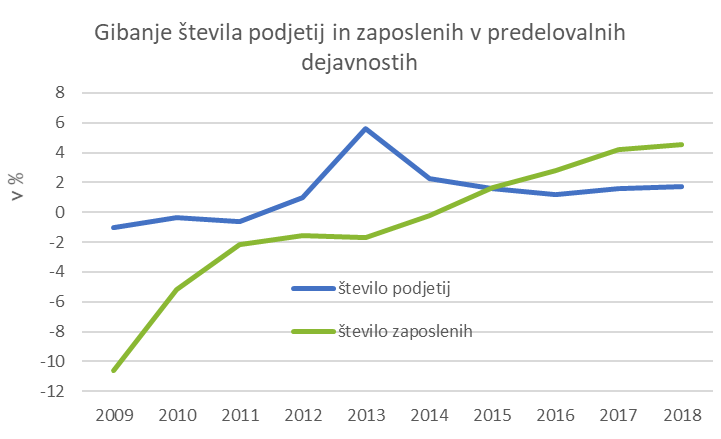 Gibanje števila podjetij in zaposlenih v predelovalnih
dejavnostih
v %
8
6
4
2
0
-2
-4
-6
-8
-10
-12
število podjetij
število zaposlenih
2009 2010 2011 2012 2013 2014 2015 2016 2017 2018